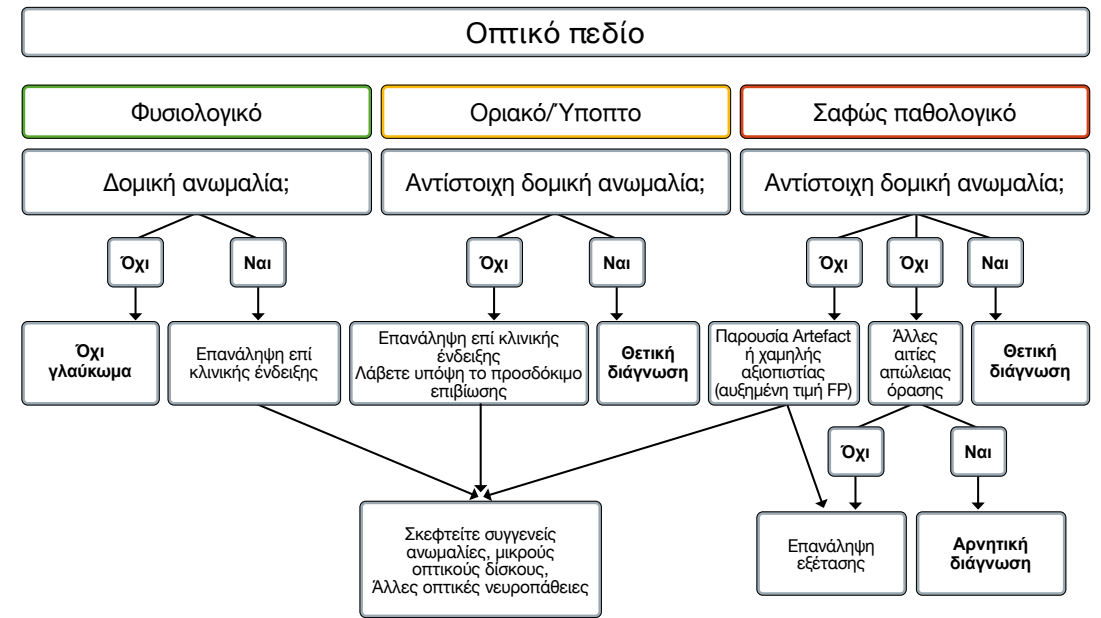 Οπτικό πεδίο
Φυσιολογικό
Οριακό/Ύποπτο
Σαφώς παθολογικό
Δομική ανωμαλία;
Αντίστοιχη δομική ανωμαλία;
Αντίστοιχη δομική ανωμαλία;
Όχι
Ναι
Όχι
Ναι
Όχι
Όχι
Ναι
Όχι
γλαύκωμα
Επανάληψη επί
κλινικής ένδειξης
Επανάληψη επί κλινικής
ένδειξης
Λάβετε υπόψη το προσδόκιμο
επιβίωσης
Θετική
διάγνωση
Παρουσία Artefact
ή χαμηλής
αξιοπιστίας
(αυξημένη τιμή FP)
Άλλες
αιτίες
απώλειας
όρασης
Θετική
διάγνωση
Όχι
Ναι
Σκεφτείτε συγγενείς
ανωμαλίες, μικρούς
οπτικούς δίσκους,
Άλλες οπτικές νευροπάθειες
Επανάληψη
εξέτασης
Αρνητική
διάγνωση